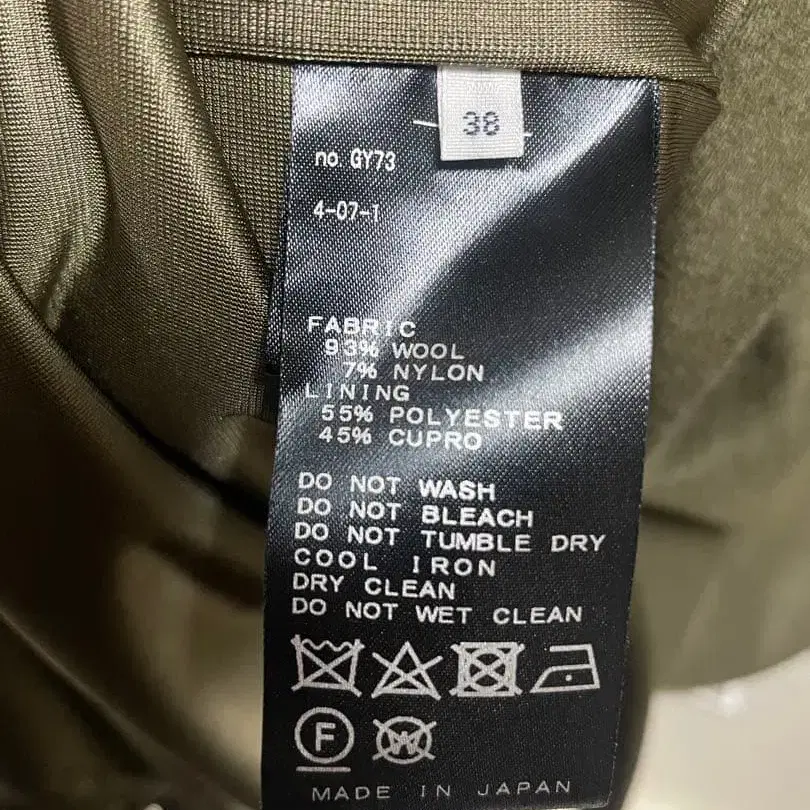 38
no GY73
4-07-1
FABRIC
93% WOOL
7% NYLON
LINING
55% POLYESTER
45% CUPRO
DO NOT WASH
DO NOT BLEACH
DO NOT TUMBLE DRY
COOL IRON
DRY CLEAN
DO NOT WET CLEAN
F W
MADE IN JAPAN